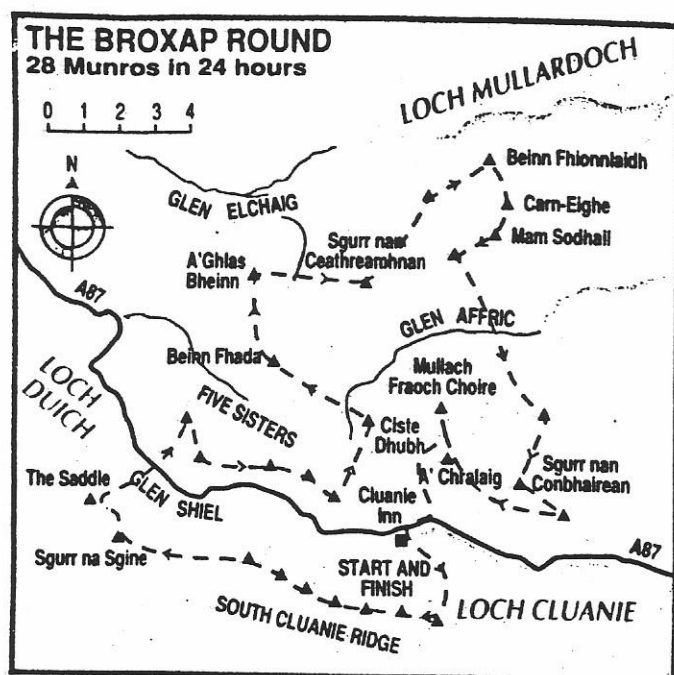 THE BROXAP ROUND
28 Munros in 24 hours
0 1 2 3 4
N
LOCH MULLARDOCH
Beinn Fhionnlaidh
GLEN ELCHAIG
Carn-Eighe
Sgurr nan
Ceathreamhnan
Mam Sodhail
A'Ghlas
Bheinn
A87
GLEN AFFRIC
Beinn Fhada
Mullach
Fraoch Choire
LOCH
DUICH
FIVE SISTERS
Ciste
Dhubh
A' Chralaig
Sgurr nan
Conbhairean
The Saddle
GLEN SHIEL
Cluanie
Inn
A87
Sgurr na Sgine
START AND
FINISH
SOUTH CLUANIE RIDGE
LOCH CLUANIE